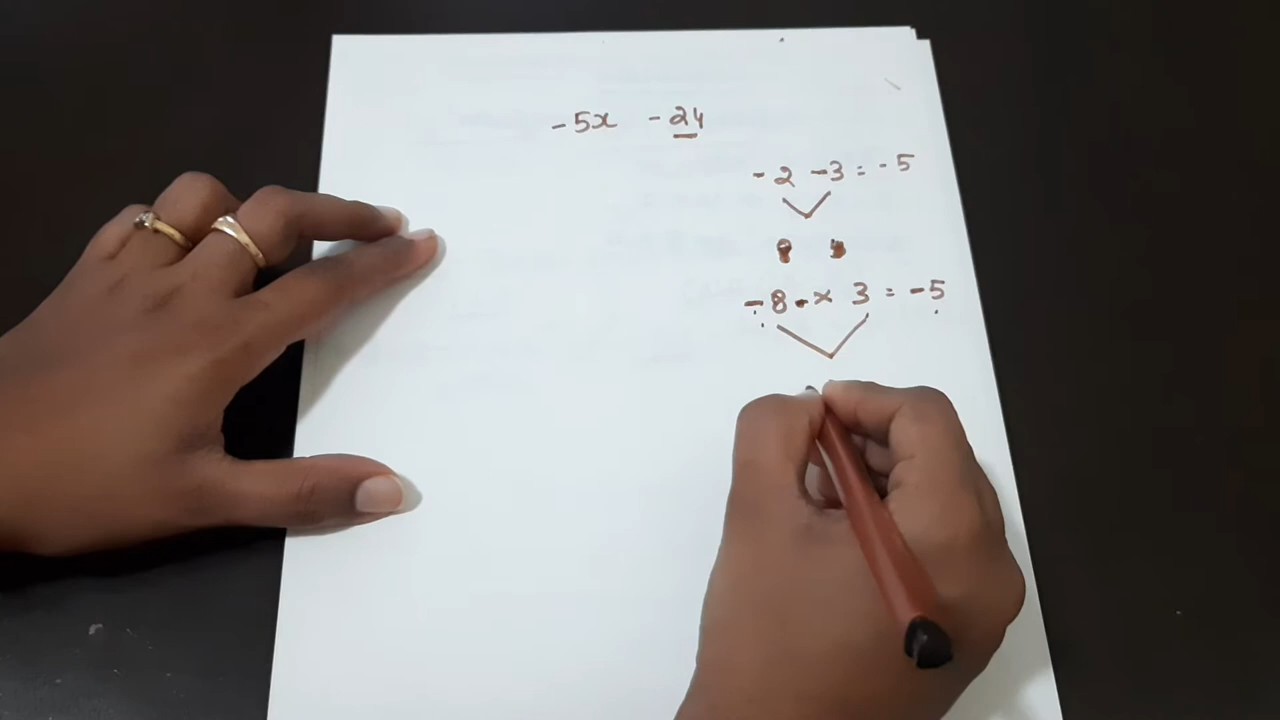 -5x -24
-2 -3 = -5
-8 × 3 = -5